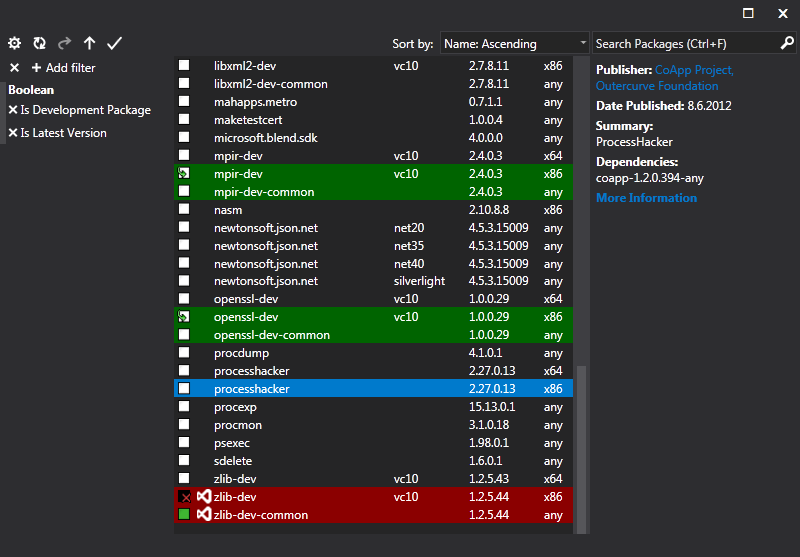 Sort by: Name: Ascending Search Packages (Ctrl+F)
+ Add filter
Boolean
Is Development Package
Is Latest Version
libxml2-dev vc10 2.7.8.11 x86
libxml2-dev-common 2.7.8.11 any
mahapps.metro 0.7.1.1 any
maketestcert 1.0.0.4 any
microsoft.blend.sdk 4.0.0.0 any
mpir-dev vc10 2.4.0.3 x64
mpir-dev vc10 2.4.0.3 x86
mpir-dev-common 2.4.0.3 any
nasm 2.10.8.8 x86
newtonsoft.json.net net20 4.5.3.15009 any
newtonsoft.json.net net35 4.5.3.15009 any
newtonsoft.json.net net40 4.5.3.15009 any
newtonsoft.json.net silverlight 4.5.3.15009 any
openssl-dev vc10 1.0.0.29 x64
openssl-dev vc10 1.0.0.29 x86
openssl-dev-common 1.0.0.29 any
procdump 4.1.0.1 any
processhacker 2.27.0.13 x64
processhacker 2.27.0.13 x86
procexp 15.13.0.1 any
procmon 3.1.0.18 any
psexec 1.98.0.1 any
sdelete 1.6.0.1 any
zlib-dev vc10 1.2.5.43 x64
zlib-dev vc10 1.2.5.44 x86
zlib-dev-common 1.2.5.44 any
Publisher: CoApp Project,
Outercurve Foundation
Date Published: 8.6.2012
Summary:
ProcessHacker
Dependencies:
coapp-1.2.0.394-any
More Information